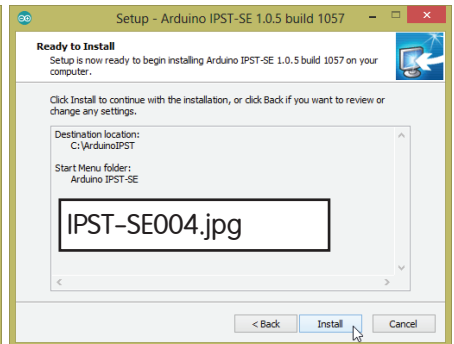 Setup - Arduino IPST-SE 1.0.5 build 1057
Ready to Install
Setup is now ready to begin installing Arduino IPST-SE 1.0.5 build 1057 on your
computer.
Click Install to continue with the installation, or click Back if you want to review or
change any settings.
Destination location:
C:\ArduinoIPST
Start Menu folder:
Arduino IPST-SE
IPST-SE004.jpg
< Back Install Cancel